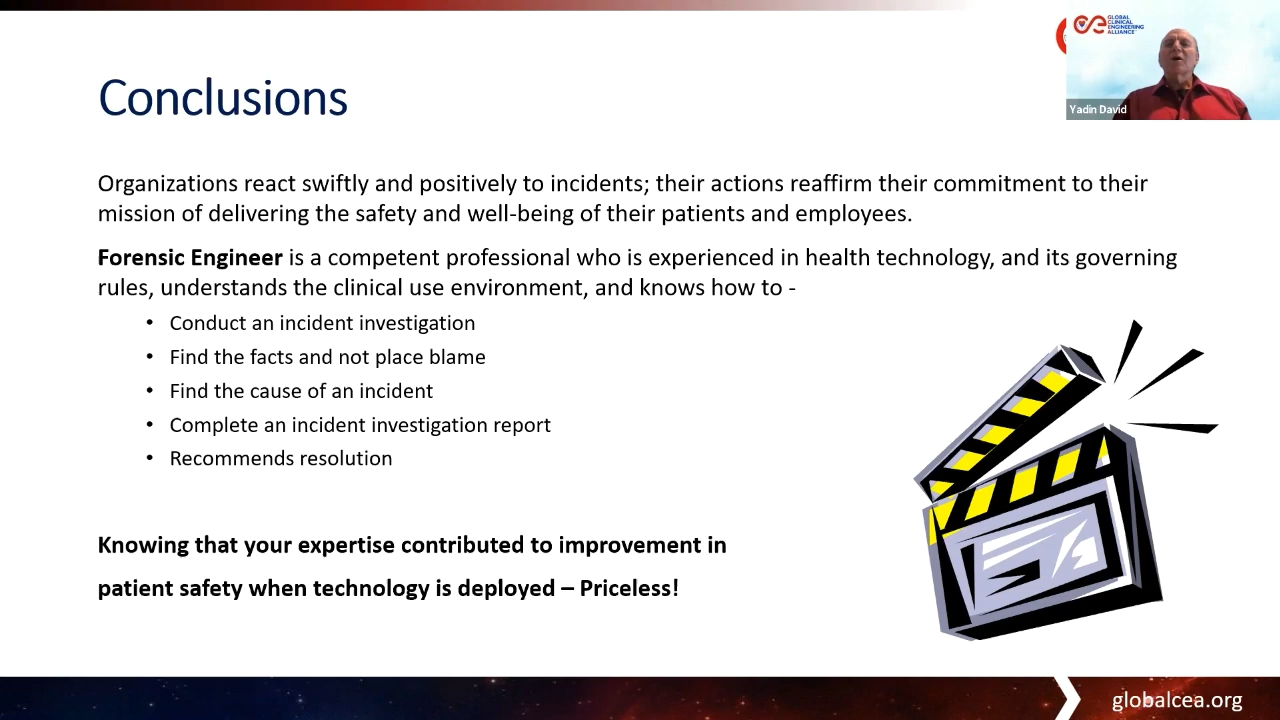 GLOBAL
CLINICAL
ENGINEERING
ALLIANCE
Yadin David
Conclusions
Organizations react swiftly and positively to incidents; their actions reaffirm their commitment to their
mission of delivering the safety and well-being of their patients and employees.
Forensic Engineer is a competent professional who is experienced in health technology, and its governing
rules, understands the clinical use environment, and knows how to -
• Conduct an incident investigation
• Find the facts and not place blame
• Find the cause of an incident
• Complete an incident investigation report
• Recommends resolution
Knowing that your expertise contributed to improvement in
patient safety when technology is deployed – Priceless!
globalcea.org